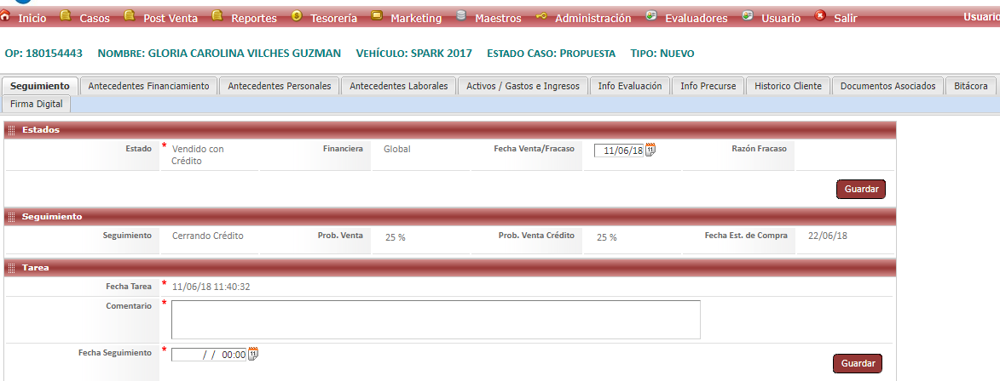 Inicio Casos Post Venta Reportes Tesorería Marketing Maestros Administración Evaluadores Usuario Salir Usuario
OP: 180154443 NOMBRE: GLORIA CAROLINA VILCHES GUZMAN VEHÍCULO: SPARK 2017 ESTADO CASO: PROPUESTA TIPO: NUEVO
Seguimiento Antecedentes Financiamiento Antecedentes Personales Antecedentes Laborales Activos / Gastos e Ingresos Info Evaluación Info Precurse Historico Cliente Documentos Asociados Bitácora
Firma Digital
Estados
Estado * Vendido con Financiera Global Fecha Venta/Fracaso 11/06/18 11 Razón Fracaso
Crédito
Guardar
Seguimiento
Seguimiento Cerrando Crédito Prob. Venta 25 % Prob. Venta Crédito 25 % Fecha Est. de Compra 22/06/18
Tarea
Fecha Tarea * 11/06/18 11:40:32
Comentario *
Fecha Seguimiento * / / 00:00 11
Guardar